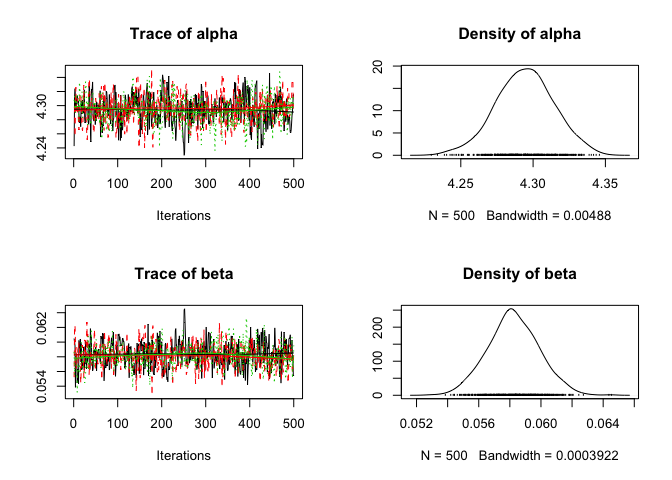 Trace of alpha
4.30
4.24
0 100 200 300 400 500
Iterations
Density of alpha
20
15
10
5
0
4.25 4.30 4.35
N = 500 Bandwidth = 0.00488
Trace of beta
0.062
0.054
0 100 200 300 400 500
Iterations
Density of beta
200
100
0
0.052 0.056 0.060 0.064
N = 500 Bandwidth = 0.0003922